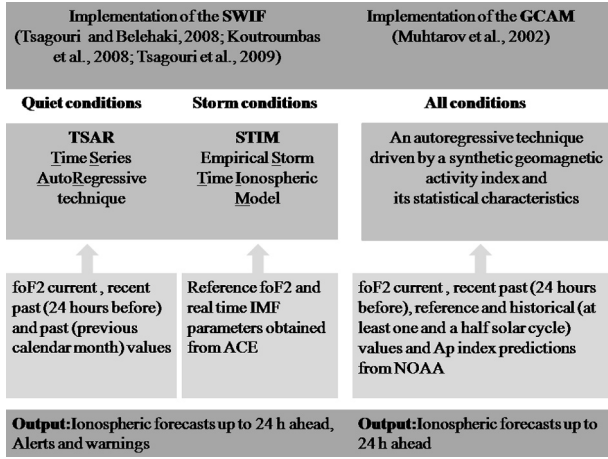 Implementation of the SWIF
(Tsagouri and Belehaki, 2008; Koutroumbas
et al., 2008; Tsagouri et al., 2009)
Implementation of the GCAM
(Muhtarov et al., 2002)
Quiet conditions
Storm conditions
All conditions
TSAR
Time Series
AutoRegressive
technique
STIM
Empirical Storm
Time Ionospheric
Model
An autoregressive technique
driven by a synthetic geomagnetic
activity index and
its statistical characteristics
foF2 current , recent
past (24 hours before)
and past (previous
calendar month) values
Reference foF2 and
real time IMF
parameters obtained
from ACE
foF2 current , recent past (24 hours
before), reference and historical (at
least one and a half solar cycle)
values and Ap index predictions
from NOAA
Output:Ionospheric forecasts up to 24 h ahead,
Alerts and warnings
Output:Ionospheric forecasts up to
24 h ahead